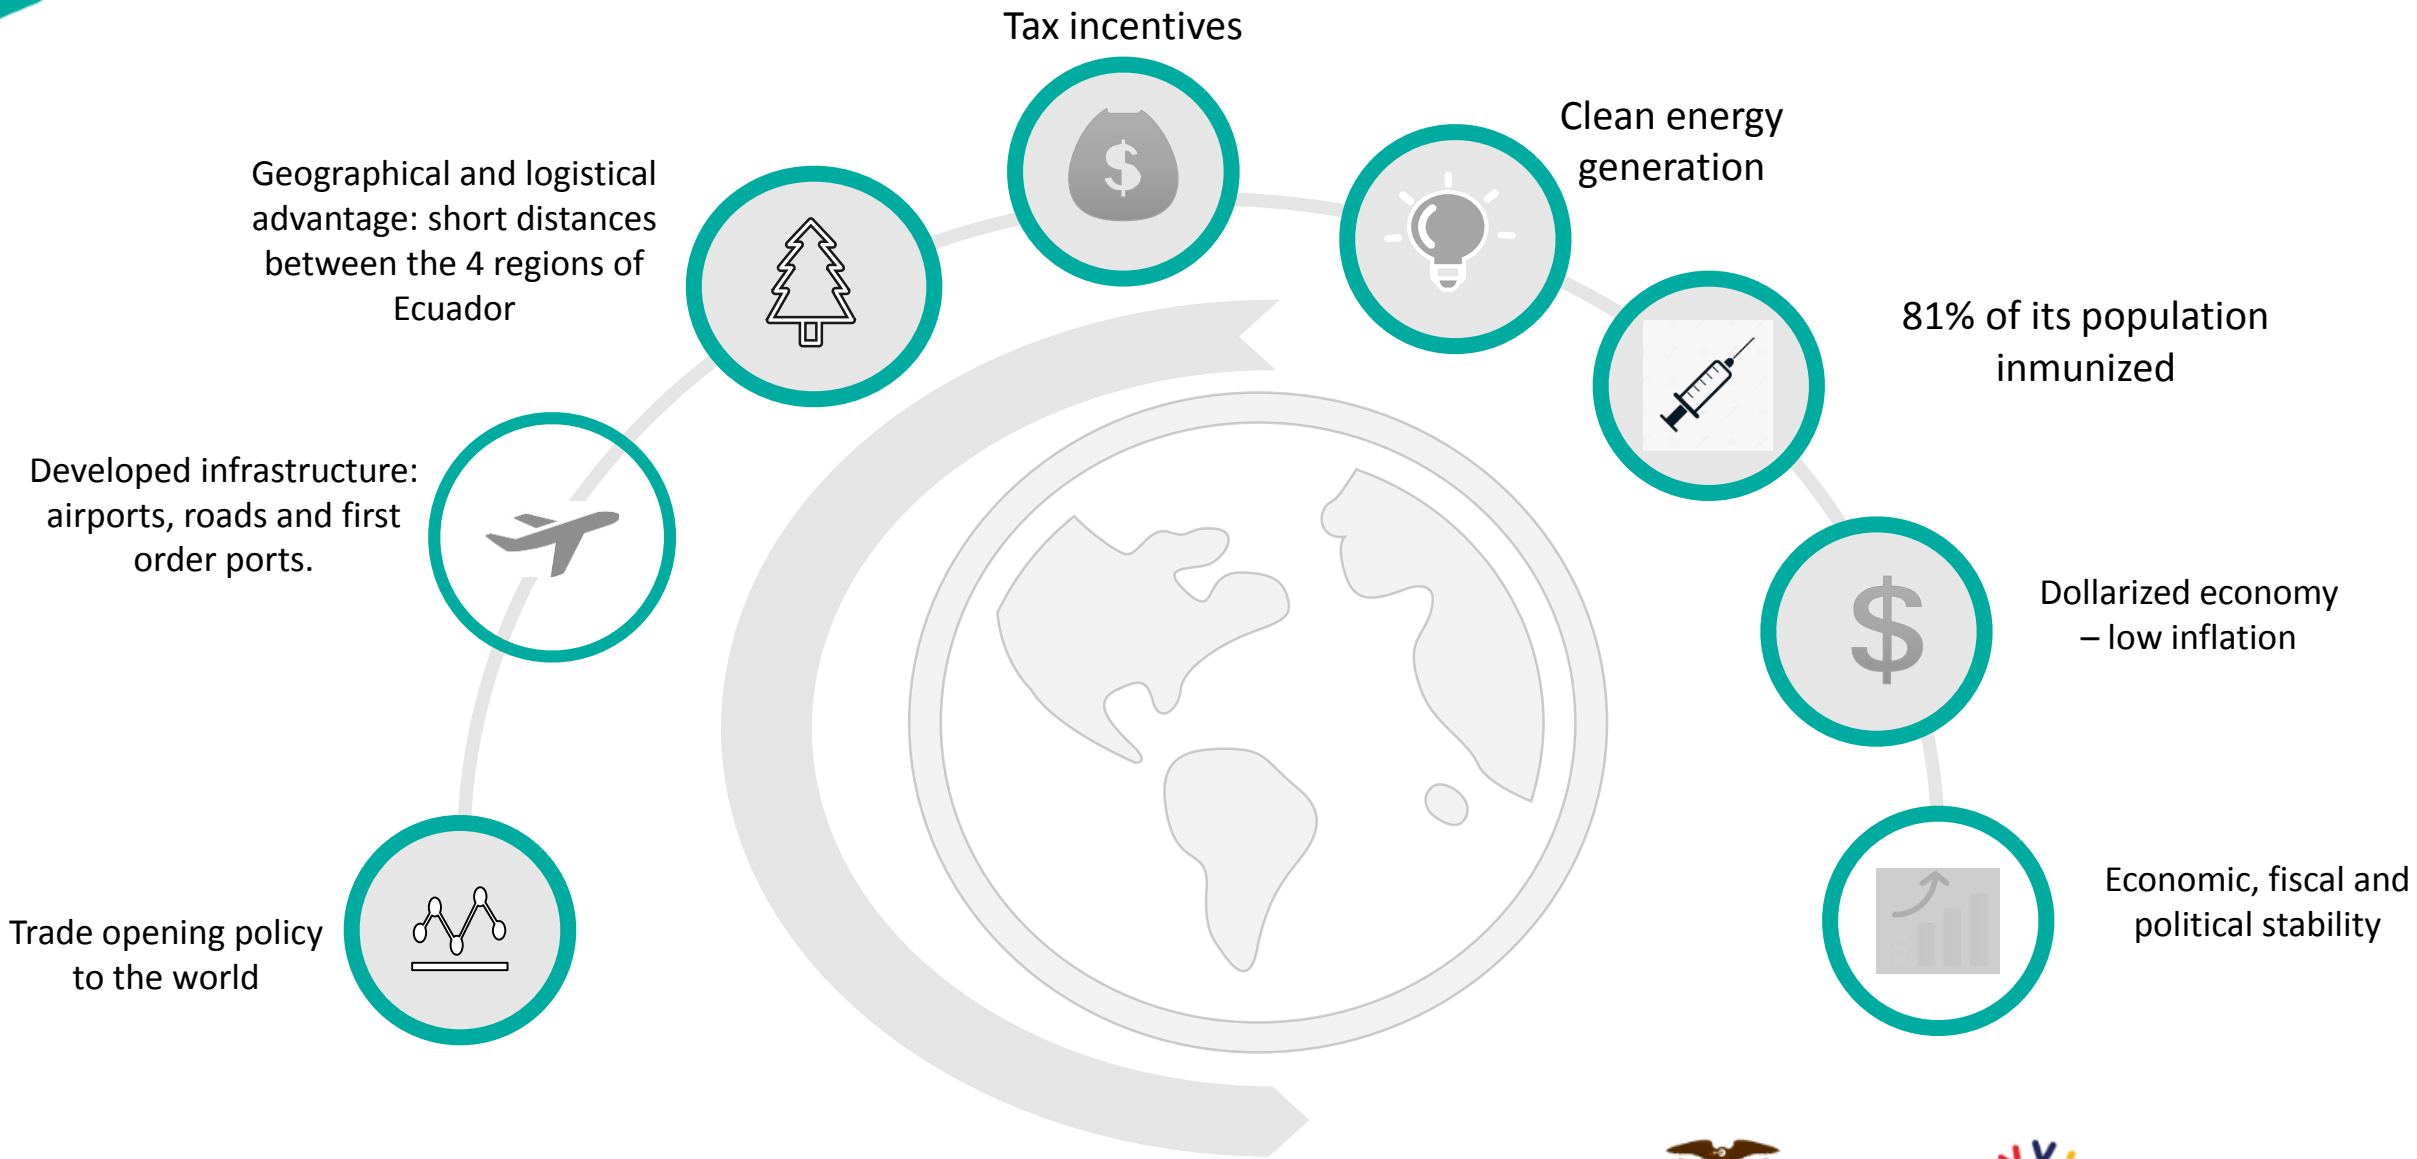 Tax incentives
Clean energy
generation
Geographical and logistical
advantage: short distances
between the 4 regions of
Ecuador
81% of its population
inmunized
Developed infrastructure:
airports, roads and first
order ports.
Dollarized economy
– low inflation
Economic, fiscal and
political stability
Trade opening policy
to the world